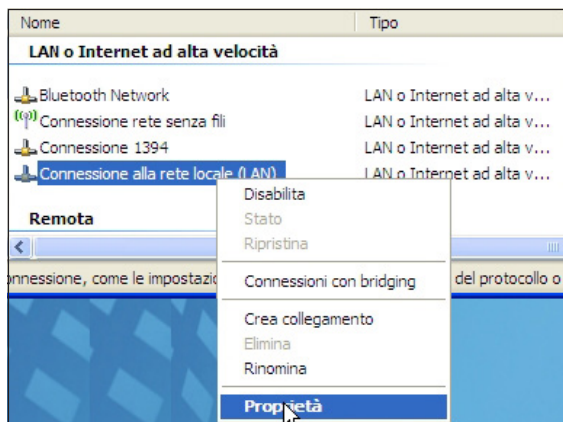 Nome Tipo
LAN o Internet ad alta velocità
Bluetooth Network LAN o Internet ad alta v...
Connessione rete senza fili LAN o Internet ad alta v...
Connessione 1394 LAN o Internet ad alta v...
Connessione alla rete locale (LAN) LAN o Internet ad alta v...
Disabilita
Remota
Stato
Ripristina
onnessione, come le impostazio
Connessioni con bridging
del protocollo o
Crea collegamento
Elimina
Rinomina
Proprietà